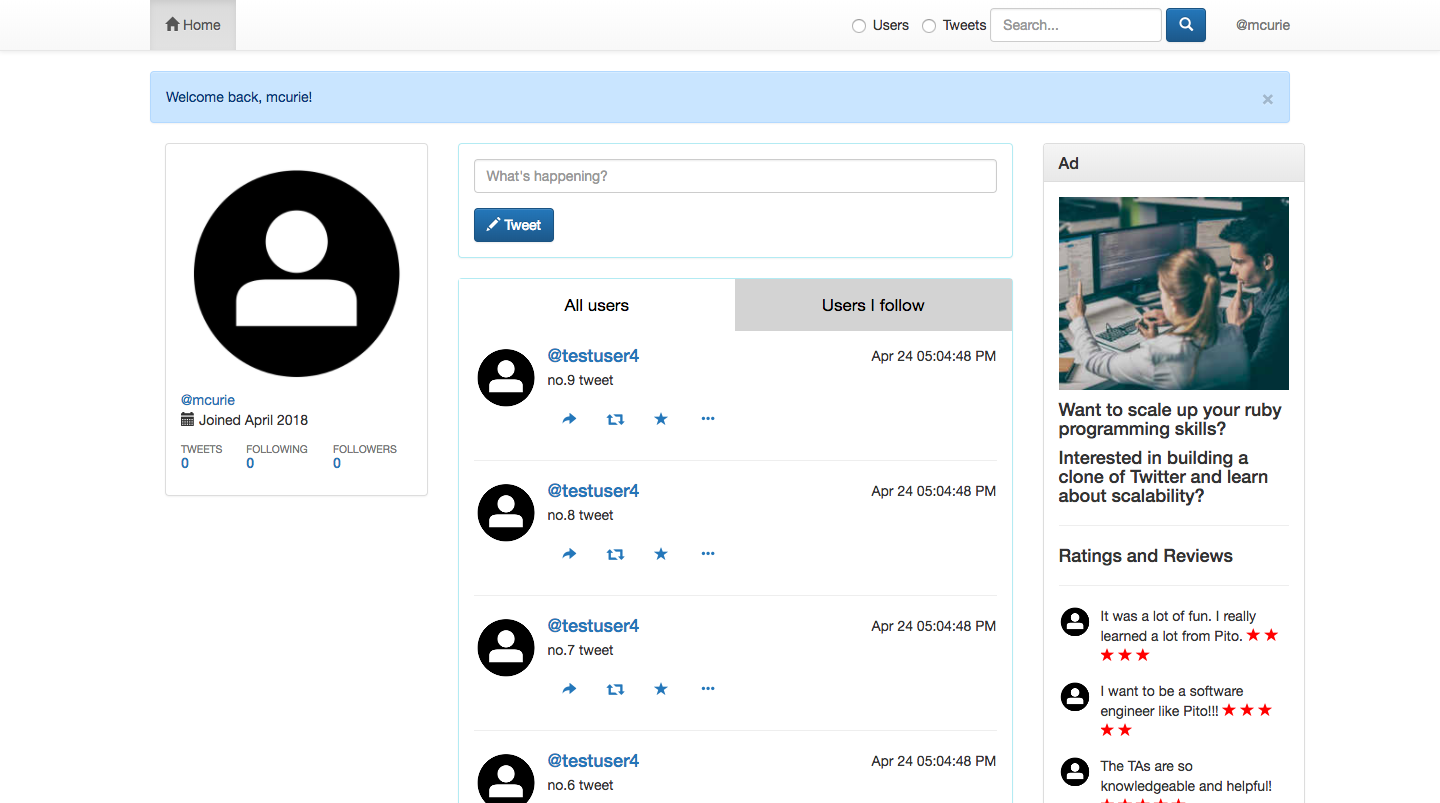 Home
Users
Tweets
Search...
@mcurie
Welcome back, mcurie!
×
@mcurie
Joined April 2018
TWEETS
0
FOLLOWING
0
FOLLOWERS
0
What's happening?
Tweet
All users
Users I follow
@testuser4
Apr 24 05:04:48 PM
no.9 tweet
@testuser4
Apr 24 05:04:48 PM
no.8 tweet
@testuser4
Apr 24 05:04:48 PM
no.7 tweet
@testuser4
Apr 24 05:04:48 PM
no.6 tweet
Ad
Want to scale up your ruby
programming skills?
Interested in building a
clone of Twitter and learn
about scalability?
Ratings and Reviews
It was a lot of fun. I really
learned a lot from Pito. ★ ★
★ ★ ★
I want to be a software
engineer like Pito!!! ★ ★ ★
★ ★
The TAs are so
knowledgeable and helpful!
★ ★ ★ ★ ★